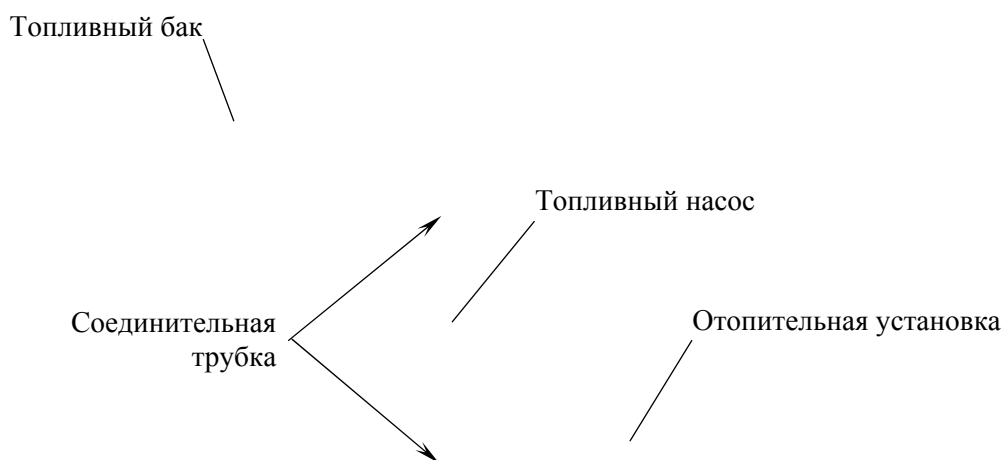 Топливный бак
Топливный насос
Соединительная
трубка
Отопительная установка